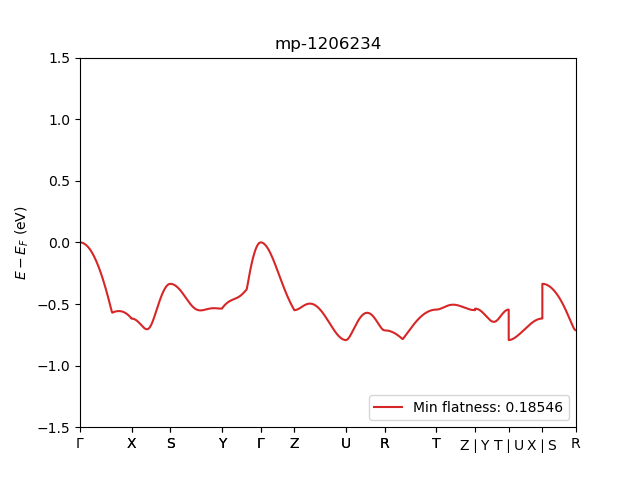 mp-1206234
E − E_F (eV)
1.5
1.0
0.5
0.0
−0.5
−1.0
−1.5
Min flatness: 0.18546
Γ X S Y Γ Z U R T Z|Y T|U X|S R